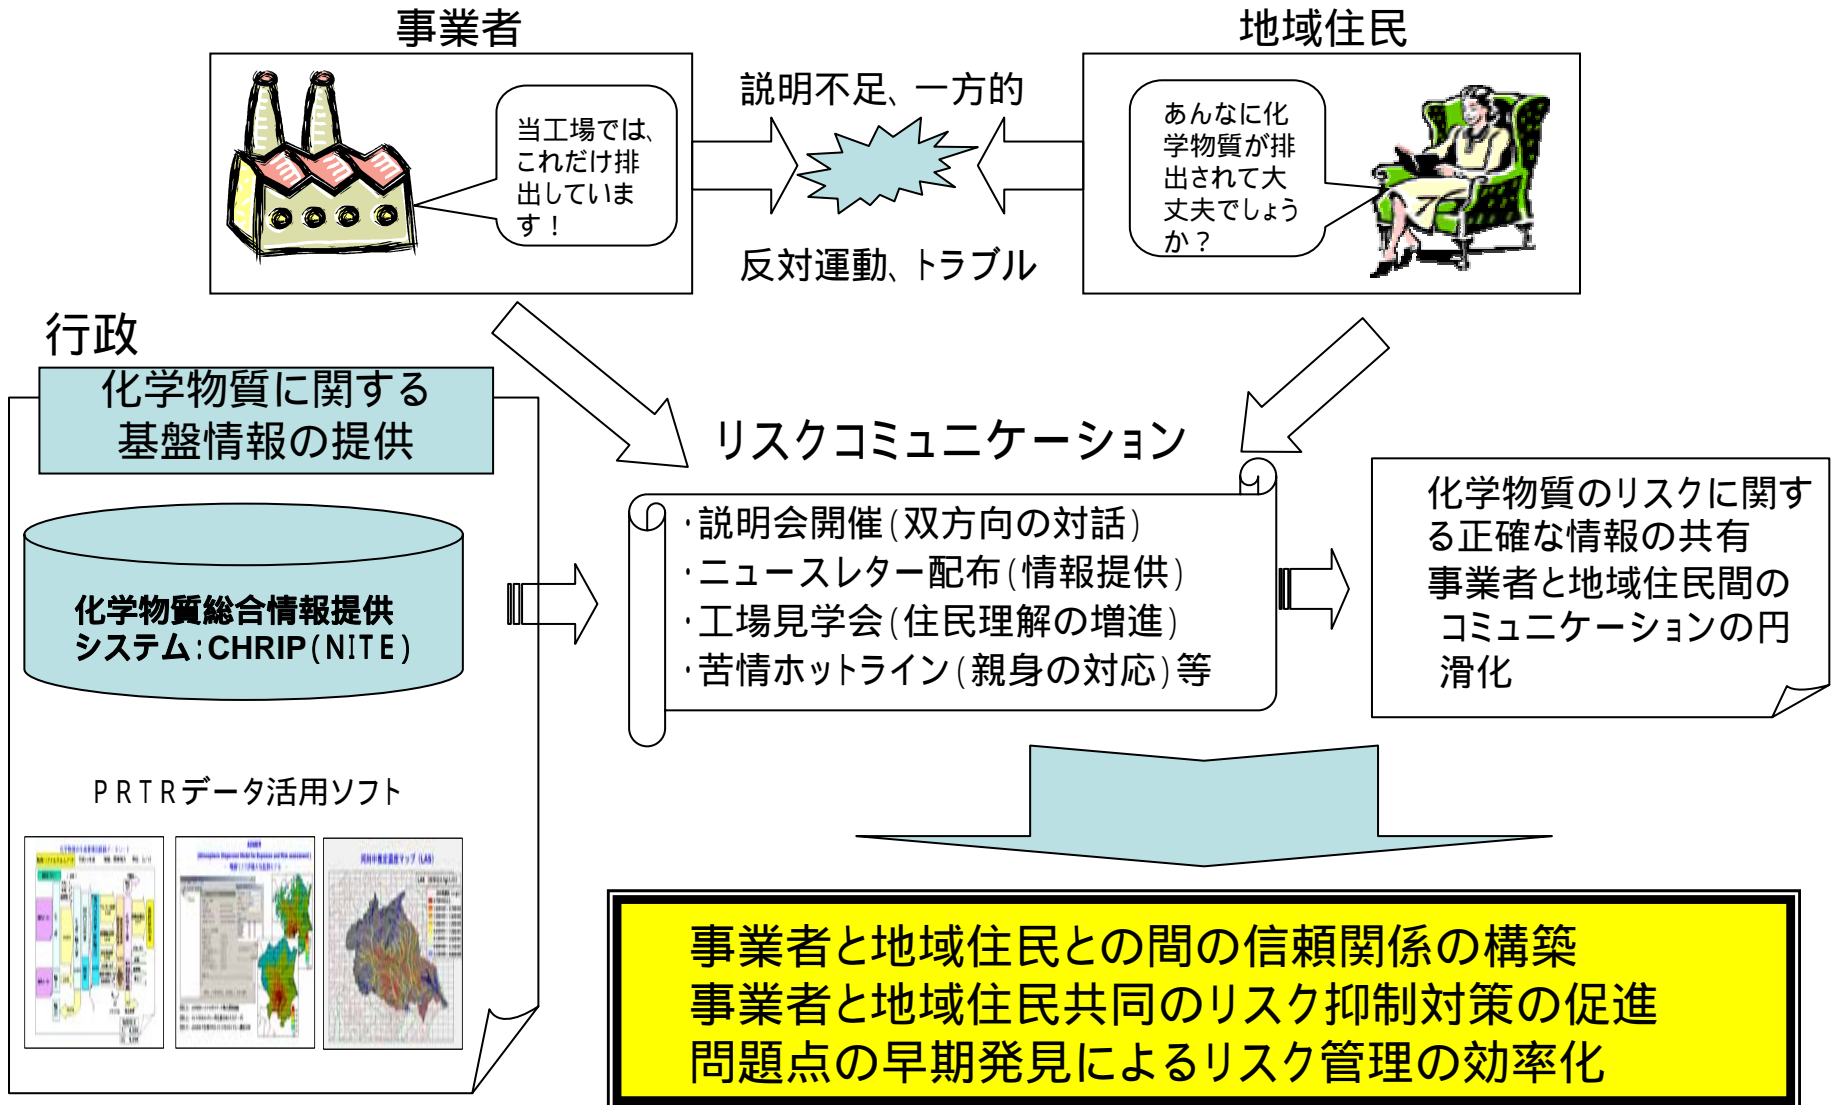 事業者
地域住民
当工場では、
これだけ排
出していま
す！
説明不足、一方的
反対運動、トラブル
あんなに化
学物質が排
出されて大
丈夫でしょう
か？
行政
化学物質に関する
基盤情報の提供
化学物質総合情報提供
システム：CHRIP(NITE)
PRTRデータ活用ソフト
リスクコミュニケーション
・説明会開催(双方向の対話)
・ニュースレター配布(情報提供)
・工場見学会(住民理解の増進)
・苦情ホットライン(親身の対応)等
化学物質のリスクに関す
る正確な情報の共有
事業者と地域住民間の
コミュニケーションの円
滑化
事業者と地域住民との間の信頼関係の構築
事業者と地域住民共同のリスク抑制対策の促進
問題点の早期発見によるリスク管理の効率化